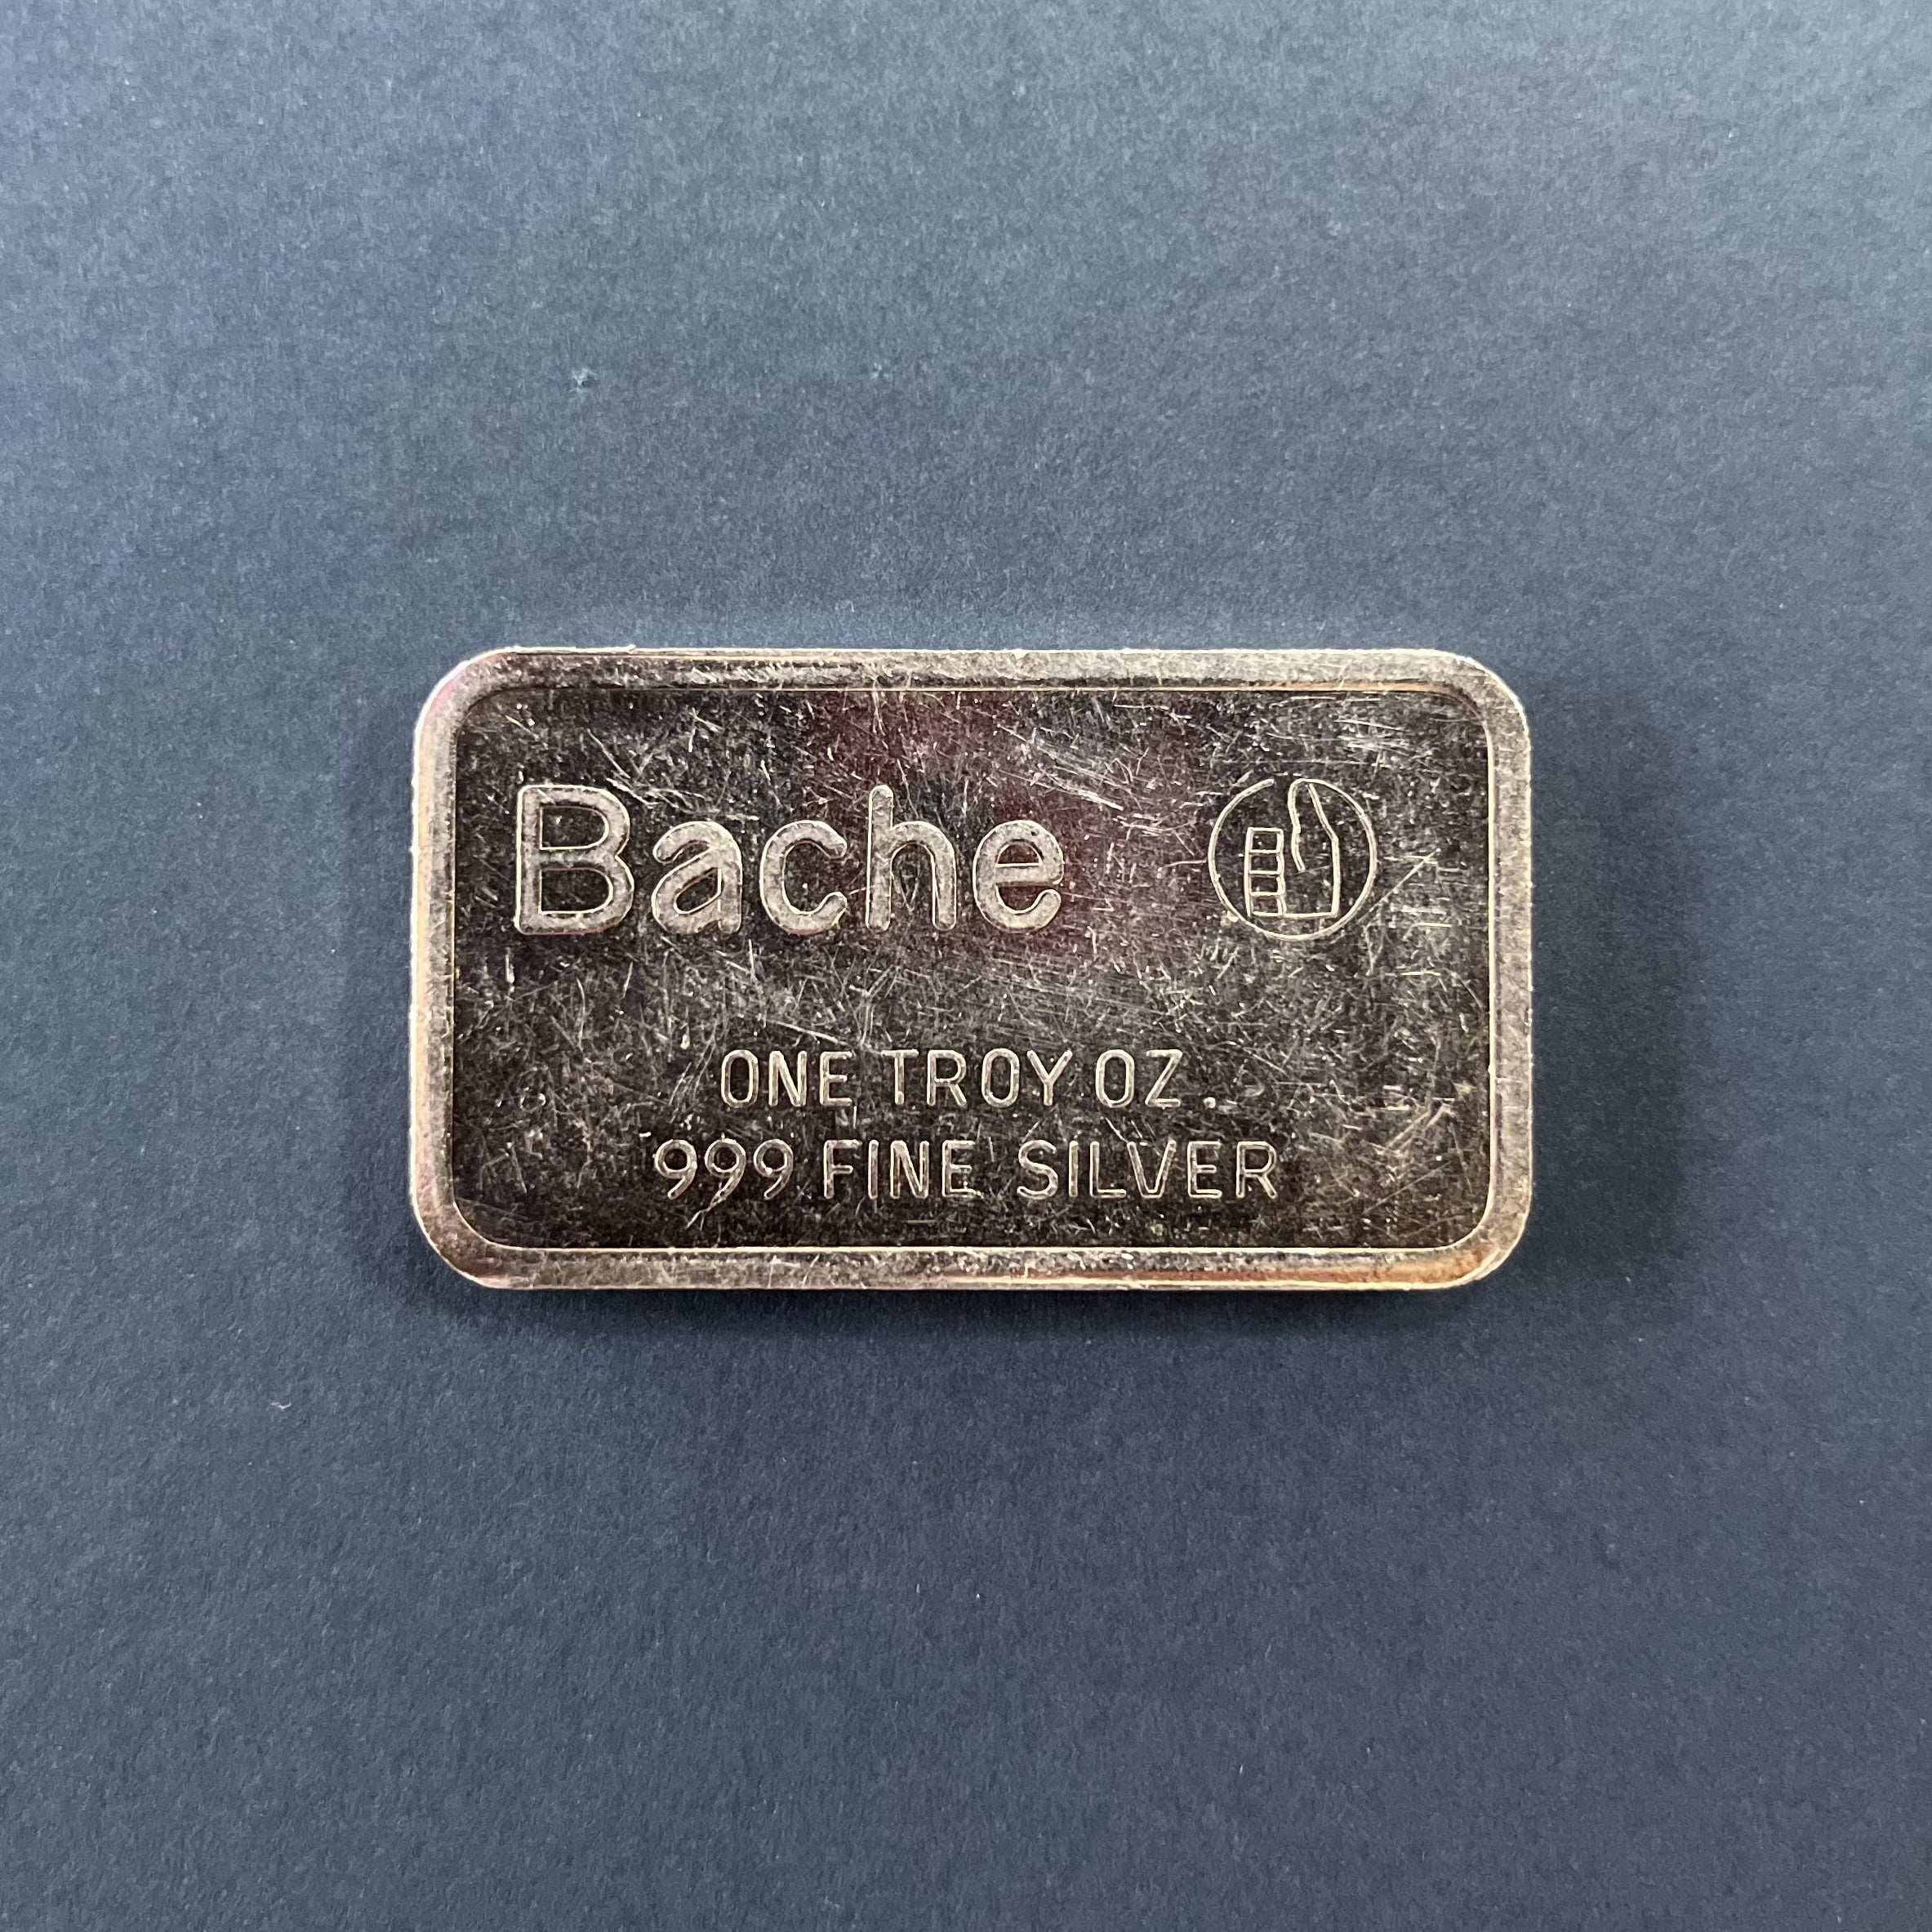 Bache
ONE TROY OZ.
999 FINE SILVER